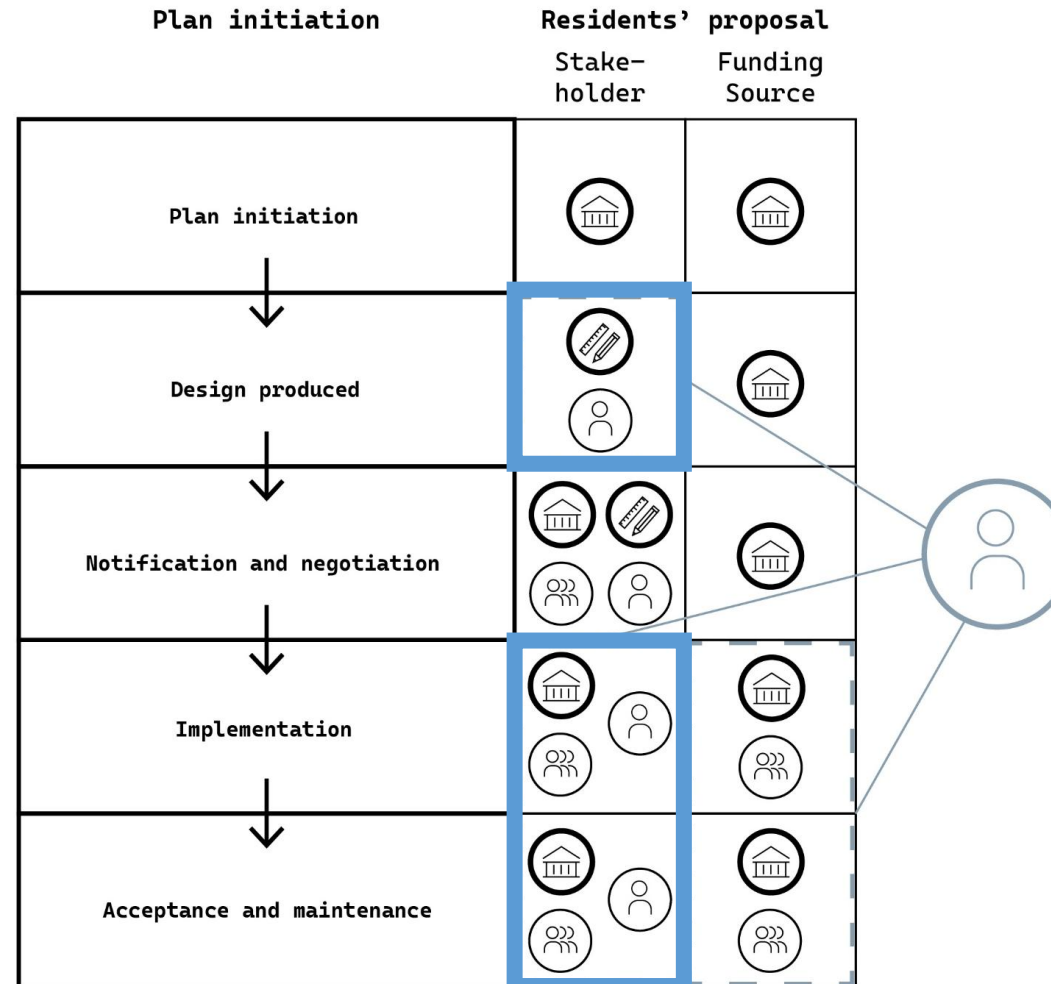 Plan initiation
Residents’ proposal
Stake-
holder
Funding
Source
Plan initiation
Design produced
Notification and negotiation
Implementation
Acceptance and maintenance